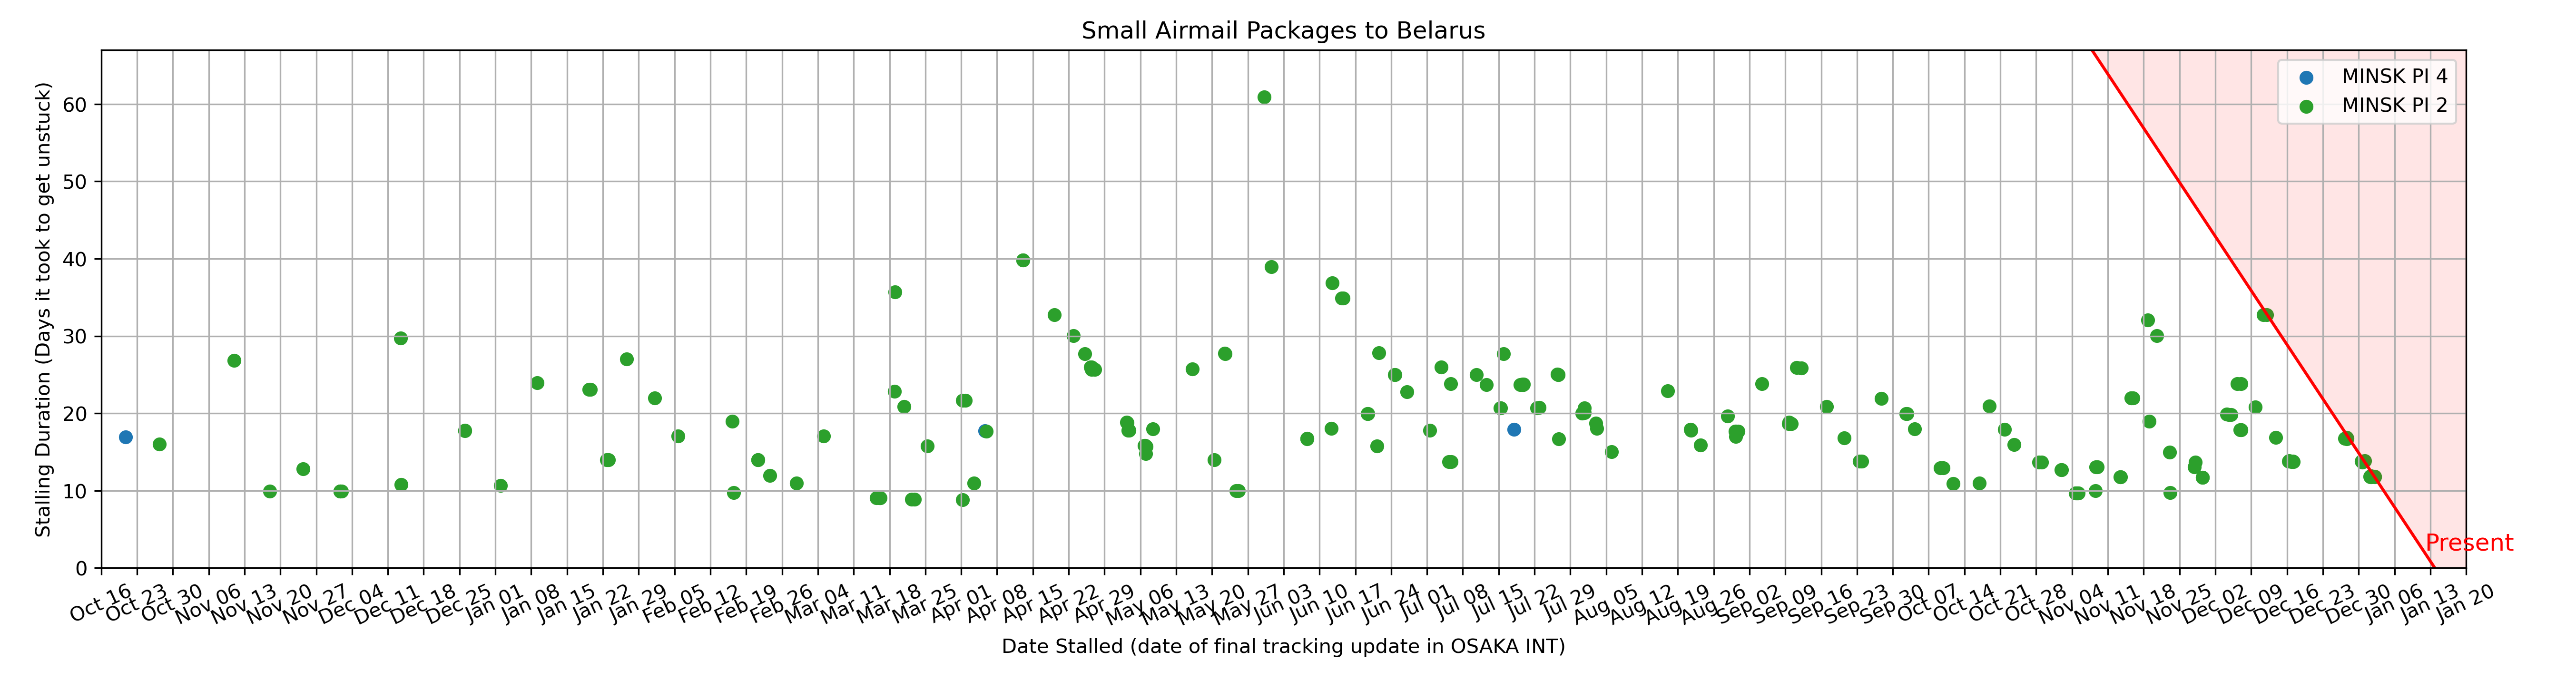 Small Airmail Packages to Belarus
Stalling Duration (Days it took to get unstuck)
60
50
40
30
20
10
0
MINSK PI 4
MINSK PI 2
Present
Oct 16 Oct 23 Oct 30 Nov 06 Nov 13 Nov 20 Nov 27 Dec 04 Dec 11 Dec 18 Dec 25 Jan 01 Jan 08 Jan 15 Jan 22 Jan 29 Feb 05 Feb 12 Feb 19 Feb 26 Mar 04 Mar 11 Mar 18 Mar 25 Apr 01 Apr 08 Apr 15 Apr 22 Apr 29 May 06 May 13 May 20 May 27 Jun 03 Jun 10 Jun 17 Jun 24 Jul 01 Jul 08 Jul 15 Jul 22 Jul 29 Aug 05 Aug 12 Aug 19 Aug 26 Sep 02 Sep 09 Sep 16 Sep 23 Sep 30 Oct 07 Oct 14 Oct 21 Oct 28 Nov 04 Nov 11 Nov 18 Nov 25 Dec 02 Dec 09 Dec 16 Dec 23 Dec 30 Jan 06 Jan 13 Jan 20
Date Stalled (date of final tracking update in OSAKA INT)